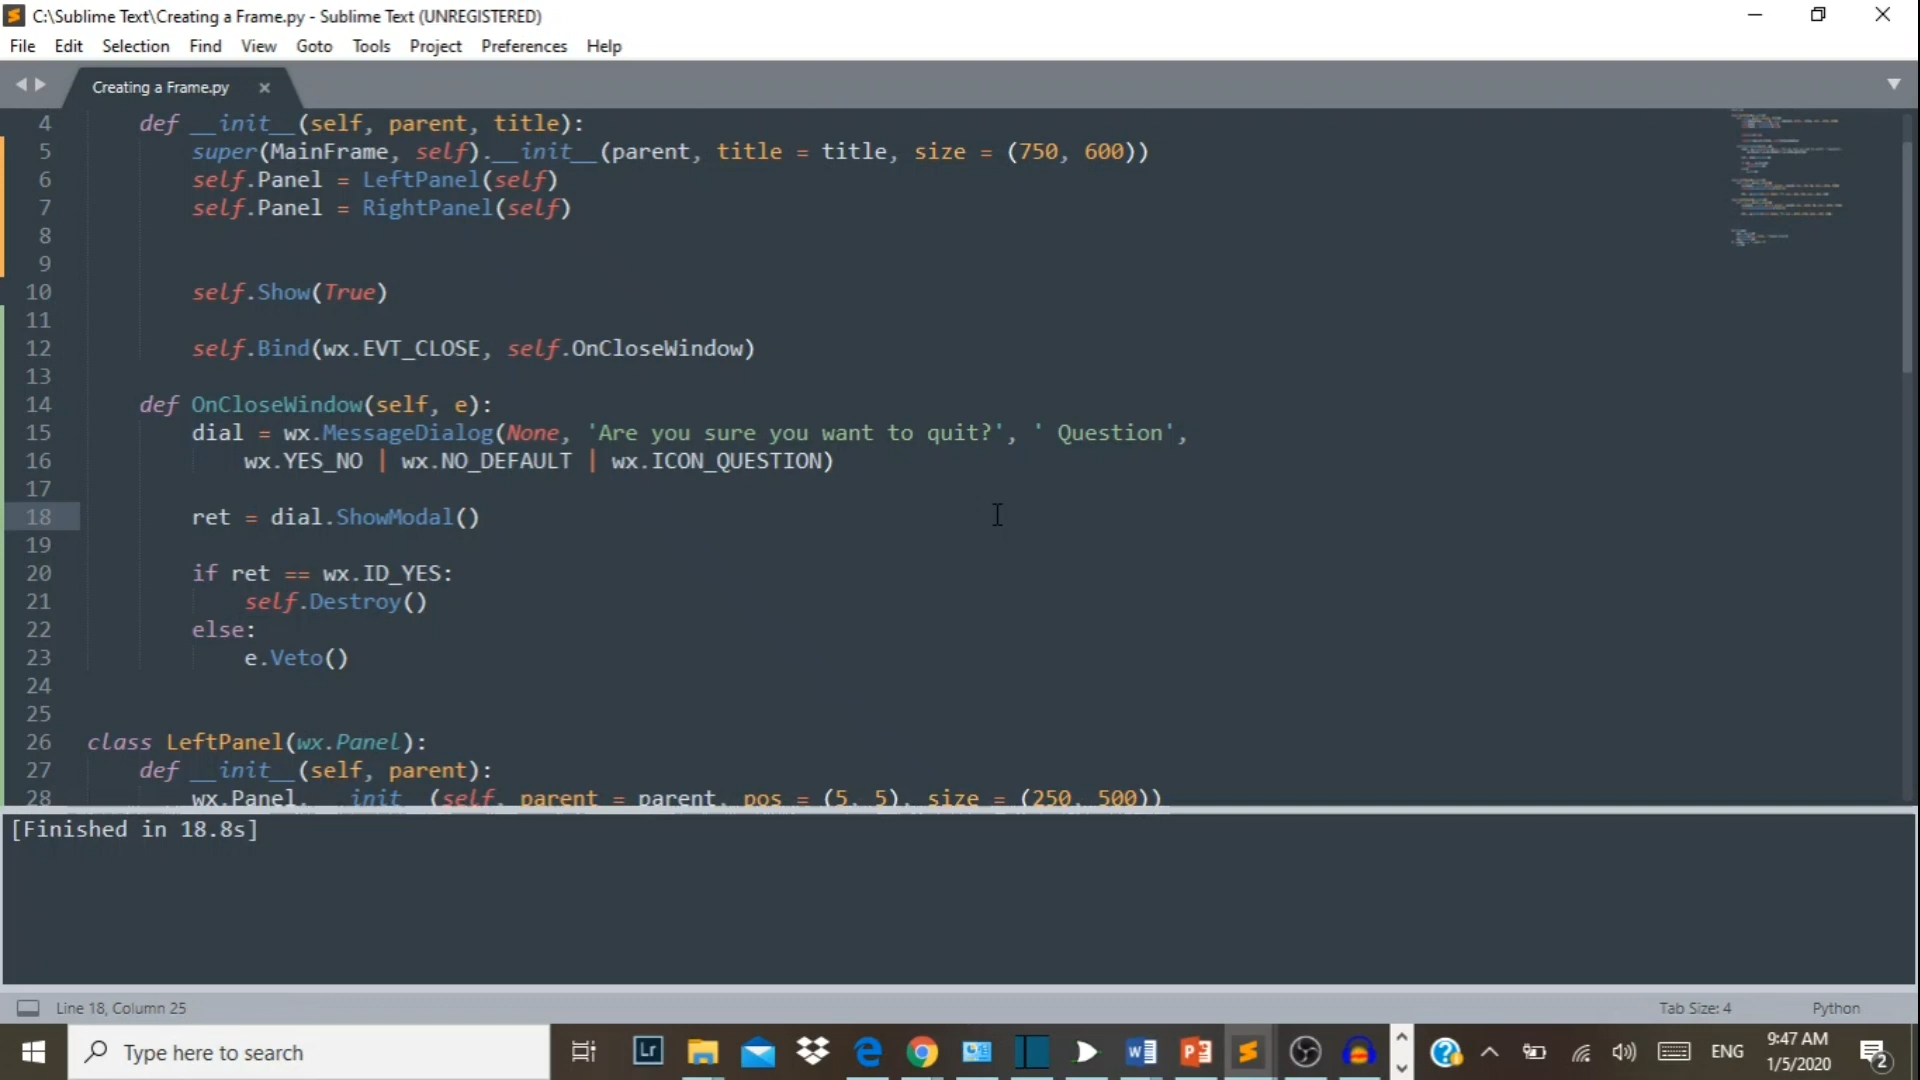 C:\Sublime Text\Creating a Frame.py - Sublime Text (UNREGISTERED)
File Edit Selection Find View Goto Tools Project Preferences Help
Creating a Frame.py
4 def __init__(self, parent, title):
5 super(MainFrame, self).__init__(parent, title = title, size = (750, 600))
6 self.Panel = LeftPanel(self)
7 self.Panel = RightPanel(self)
8
9
10 self.Show(True)
11
12 self.Bind(wx.EVT_CLOSE, self.OnCloseWindow)
13
14 def OnCloseWindow(self, e):
15 dial = wx.MessageDialog(None, 'Are you sure you want to quit?', ' Question',
16 wx.YES_NO | wx.NO_DEFAULT | wx.ICON_QUESTION)
17
18 ret = dial.ShowModal()
19
20 if ret == wx.ID_YES:
21 self.Destroy()
22 else:
23 e.Veto()
24
25
26 class LeftPanel(wx.Panel):
27 def __init__(self, parent):
28 wx.Panel.__init__(self, parent = parent, pos = (5, 5), size = (250, 500))
[Finished in 18.8s]
Line 18, Column 25 Tab Size: 4 Python
Type here to search Lr ENG 9:47 AM
1/5/2020 2